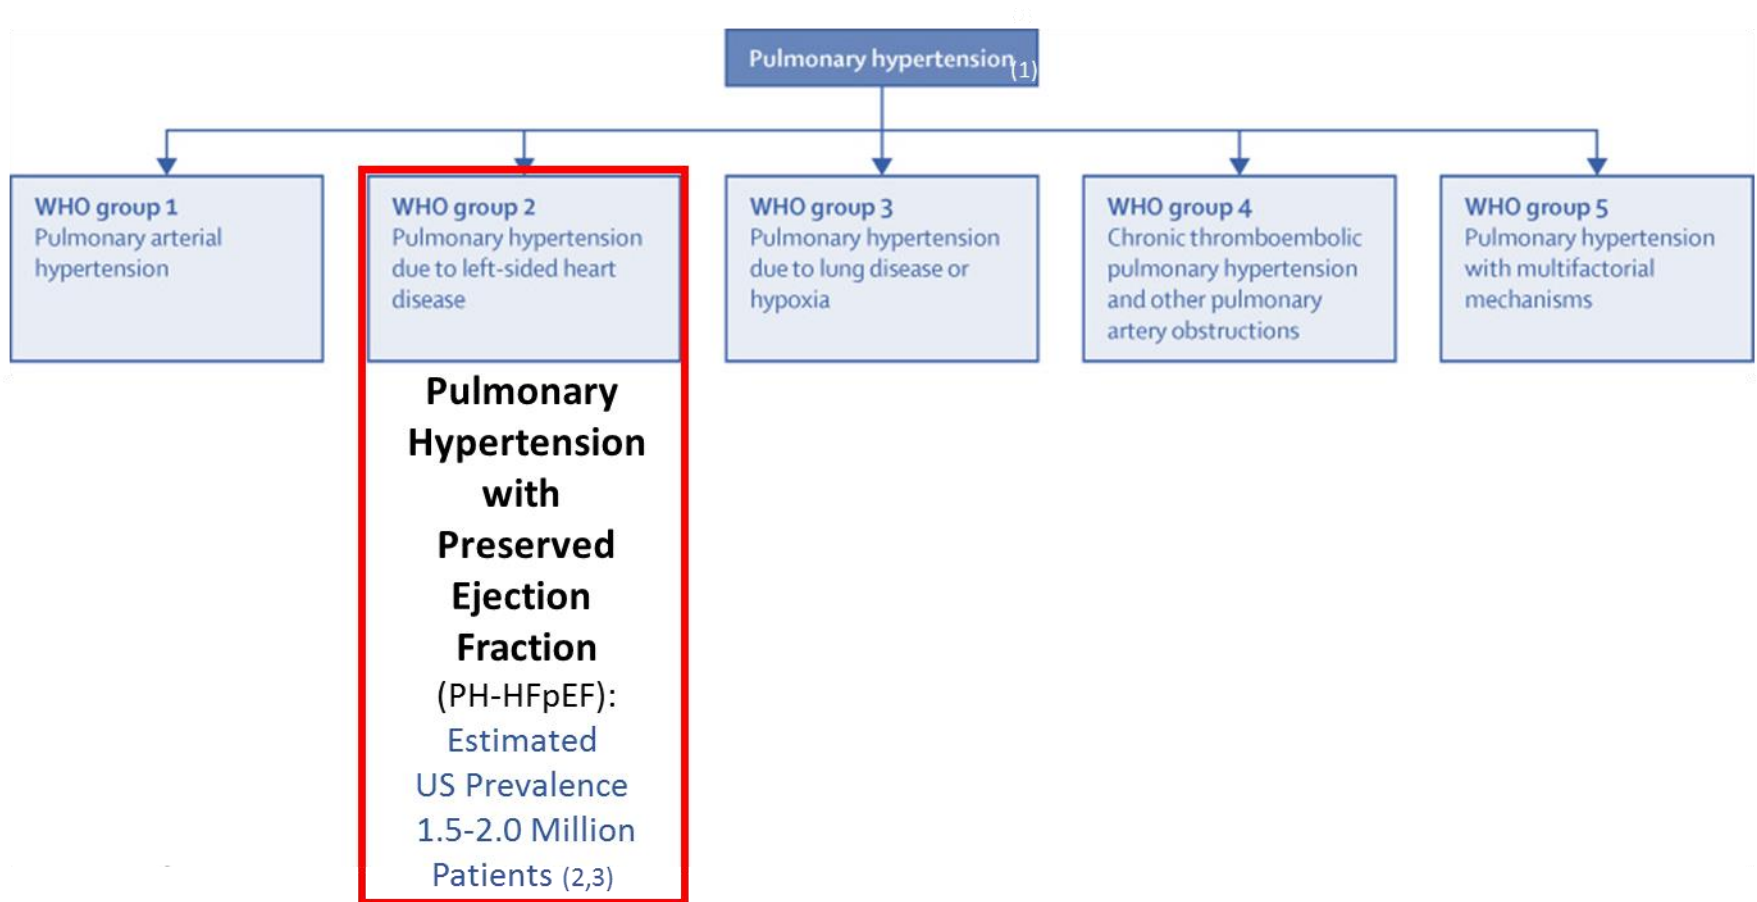 Pulmonary hypertension (1)
WHO group 1
Pulmonary arterial
hypertension
WHO group 2
Pulmonary hypertension
due to left-sided heart
disease
WHO group 3
Pulmonary hypertension
due to lung disease or
hypoxia
WHO group 4
Chronic thromboembolic
pulmonary hypertension
and other pulmonary
artery obstructions
WHO group 5
Pulmonary hypertension
with multifactorial
mechanisms
Pulmonary
Hypertension
with
Preserved
Ejection
Fraction
(PH-HFpEF):
Estimated
US Prevalence
1.5-2.0 Million
Patients (2,3)